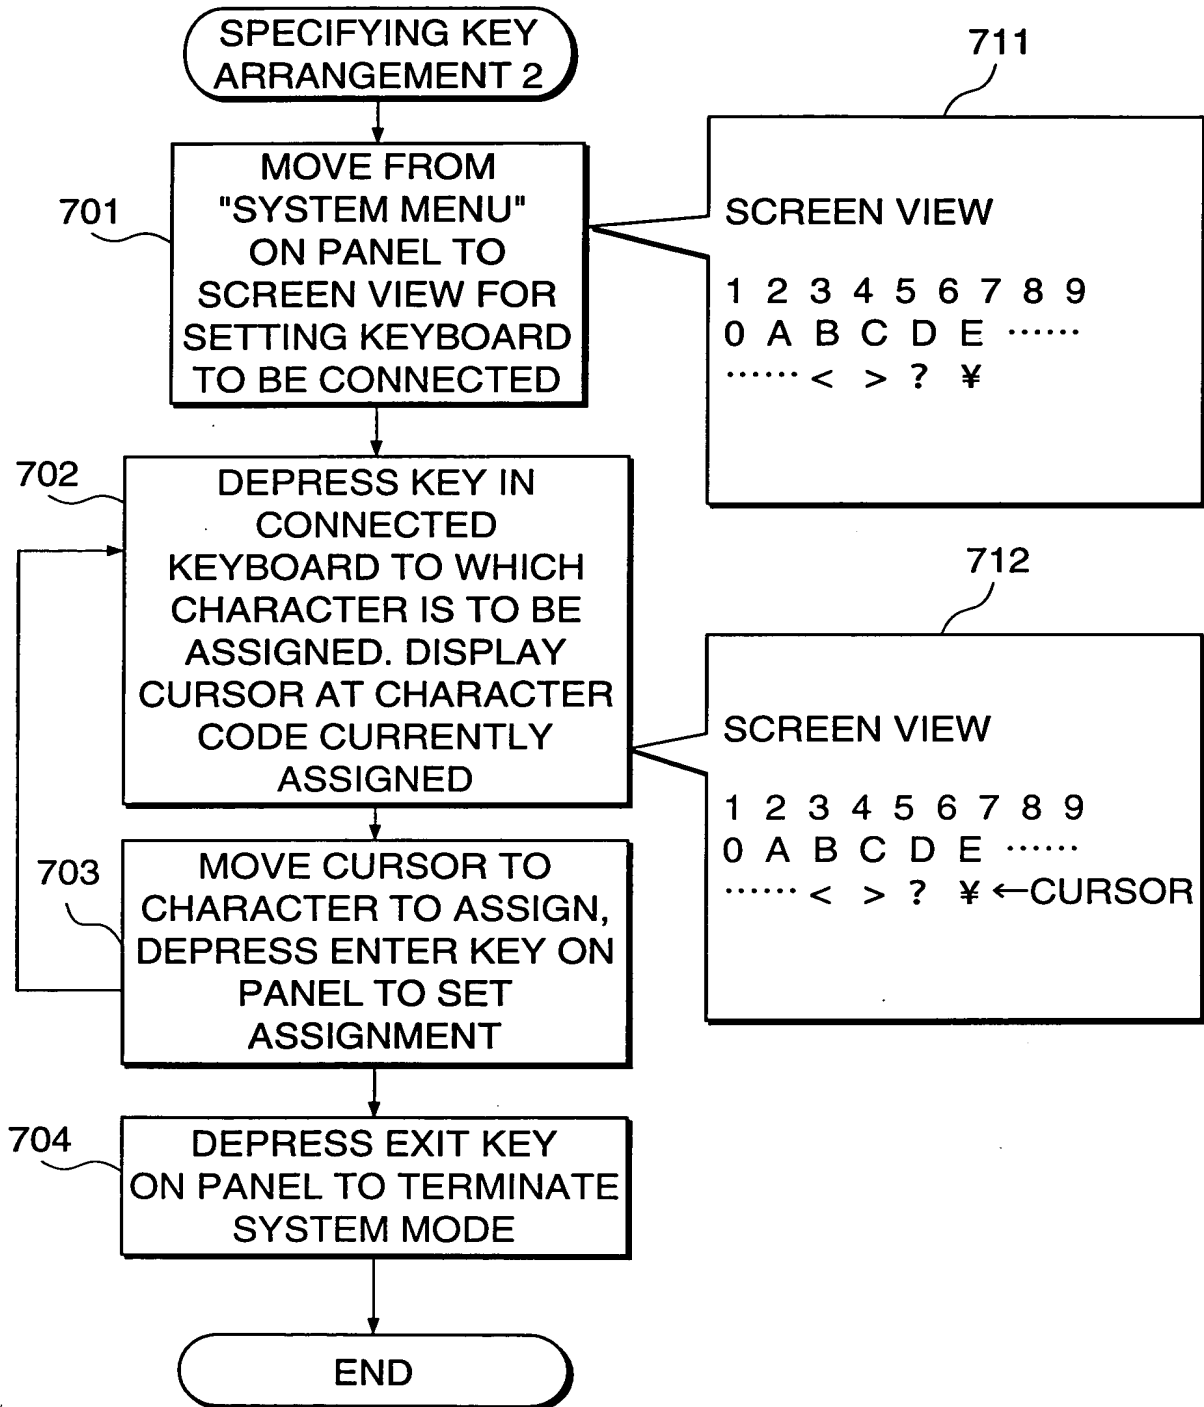 SPECIFYING KEY
ARRANGEMENT 2
701
MOVE FROM
"SYSTEM MENU"
ON PANEL TO
SCREEN VIEW FOR
SETTING KEYBOARD
TO BE CONNECTED
711
SCREEN VIEW
1 2 3 4 5 6 7 8 9
0 A B C D E ······
······ < > ? ¥
702
DEPRESS KEY IN
CONNECTED
KEYBOARD TO WHICH
CHARACTER IS TO BE
ASSIGNED. DISPLAY
CURSOR AT CHARACTER
CODE CURRENTLY
ASSIGNED
712
SCREEN VIEW
1 2 3 4 5 6 7 8 9
0 A B C D E ······
······ < > ? ¥ ←CURSOR
703
MOVE CURSOR TO
CHARACTER TO ASSIGN,
DEPRESS ENTER KEY ON
PANEL TO SET
ASSIGNMENT
704
DEPRESS EXIT KEY
ON PANEL TO TERMINATE
SYSTEM MODE
END